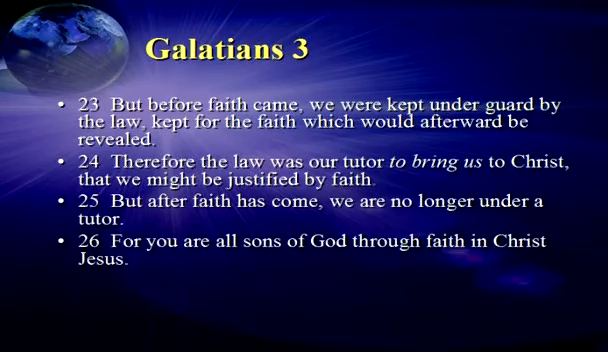 Galatians 3
• 23 But before faith came, we were kept under guard by
the law, kept for the faith which would afterward be
revealed.
• 24 Therefore the law was our tutor to bring us to Christ,
that we might be justified by faith.
• 25 But after faith has come, we are no longer under a
tutor.
• 26 For you are all sons of God through faith in Christ
Jesus.